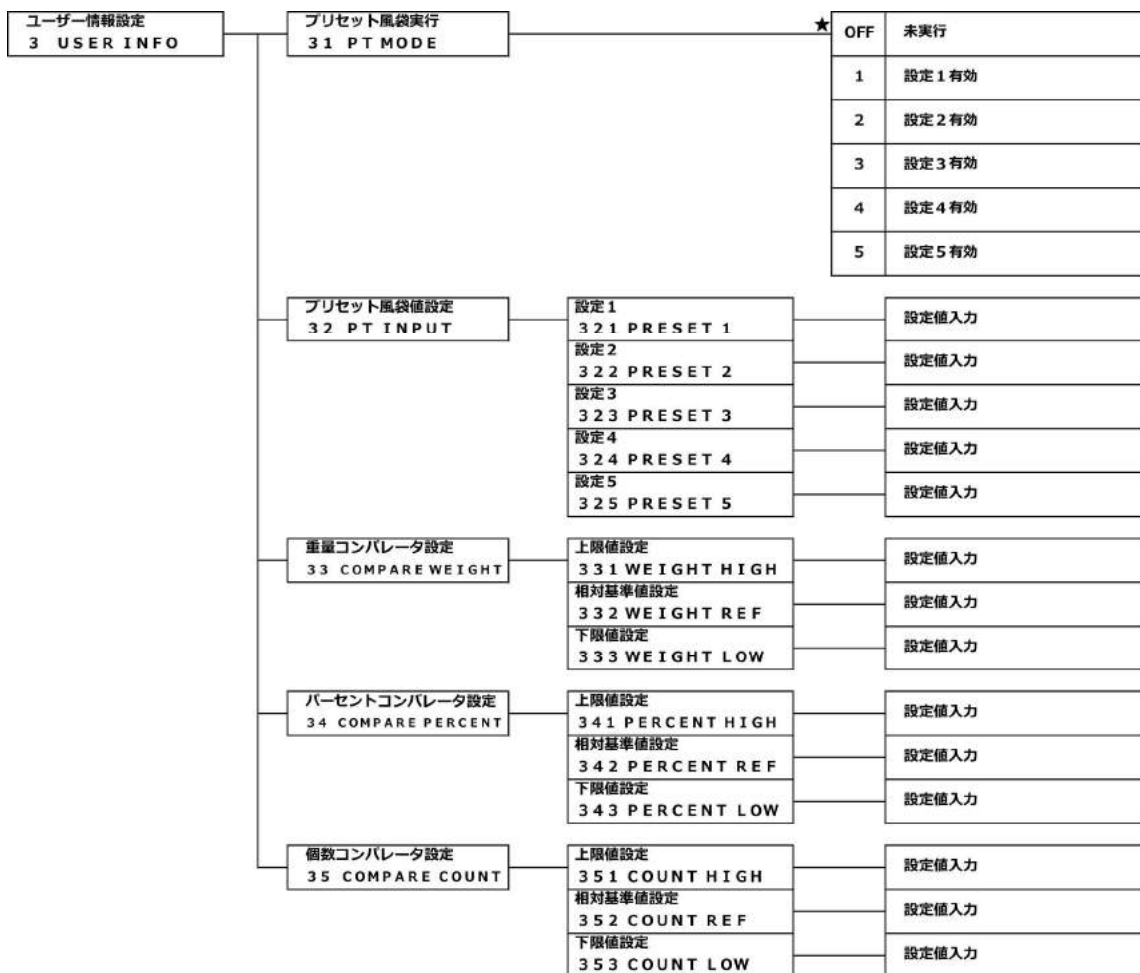 ユーザー情報設定
3 USER INFO
プリセット風袋実行
31 PT MODE
★
OFF 未実行
1 設定1有効
2 設定2有効
3 設定3有効
4 設定4有効
5 設定5有効
プリセット風袋値設定
32 PT INPUT
設定1
321 PRESET 1
設定値入力
設定2
322 PRESET 2
設定値入力
設定3
323 PRESET 3
設定値入力
設定4
324 PRESET 4
設定値入力
設定5
325 PRESET 5
設定値入力
重量コンパレータ設定
33 COMPARE WEIGHT
上限値設定
331 WEIGHT HIGH
設定値入力
相対基準値設定
332 WEIGHT REF
設定値入力
下限値設定
333 WEIGHT LOW
設定値入力
パーセントコンパレータ設定
34 COMPARE PERCENT
上限値設定
341 PERCENT HIGH
設定値入力
相対基準値設定
342 PERCENT REF
設定値入力
下限値設定
343 PERCENT LOW
設定値入力
個数コンパレータ設定
35 COMPARE COUNT
上限値設定
351 COUNT HIGH
設定値入力
相対基準値設定
352 COUNT REF
設定値入力
下限値設定
353 COUNT LOW
設定値入力